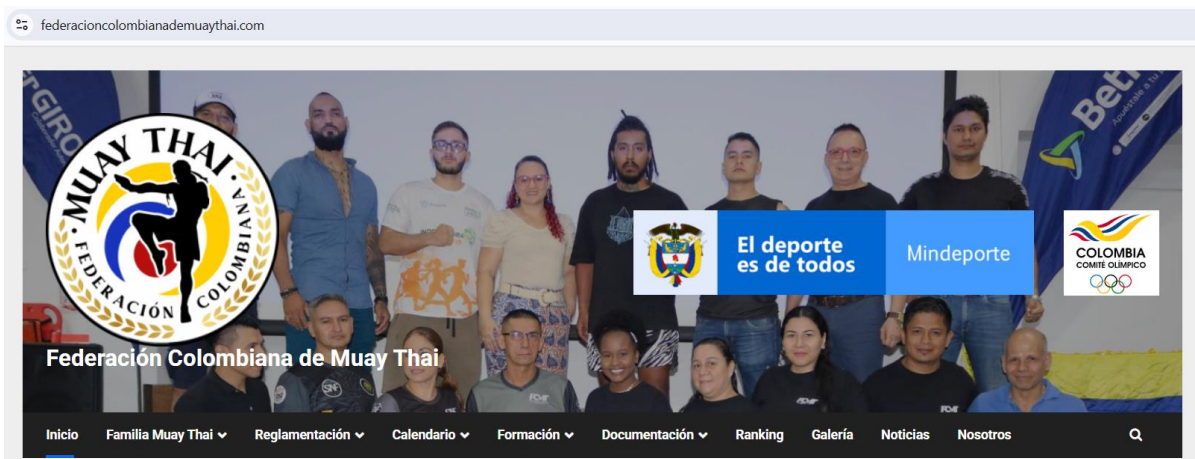 federacioncolombianademuaythai.com
MUAY THAI
FEDERACIÓN COLOMBIANA
El deporte
es de todos
Mindeporte
COLOMBIA
COMITÉ OLÍMPICO
Federación Colombiana de Muay Thai
Inicio Familia Muay Thai Reglamentación Calendario Formación Documentación Ranking Galería Noticias Nosotros